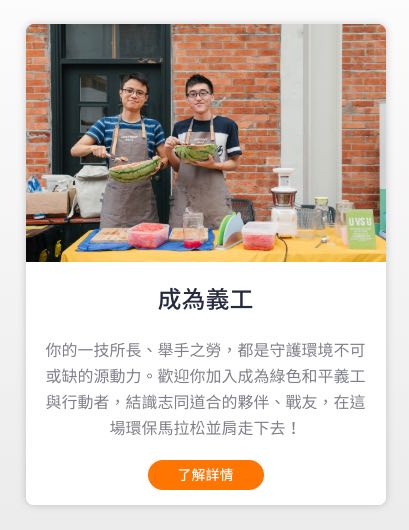 UVSU
成為義工
你的一技所長、舉手之勞，都是守護環境不可
或缺的源動力。歡迎你加入成為綠色和平義工
與行動者，結識志同道合的夥伴、戰友，在這
場環保馬拉松並肩走下去！
了解詳情